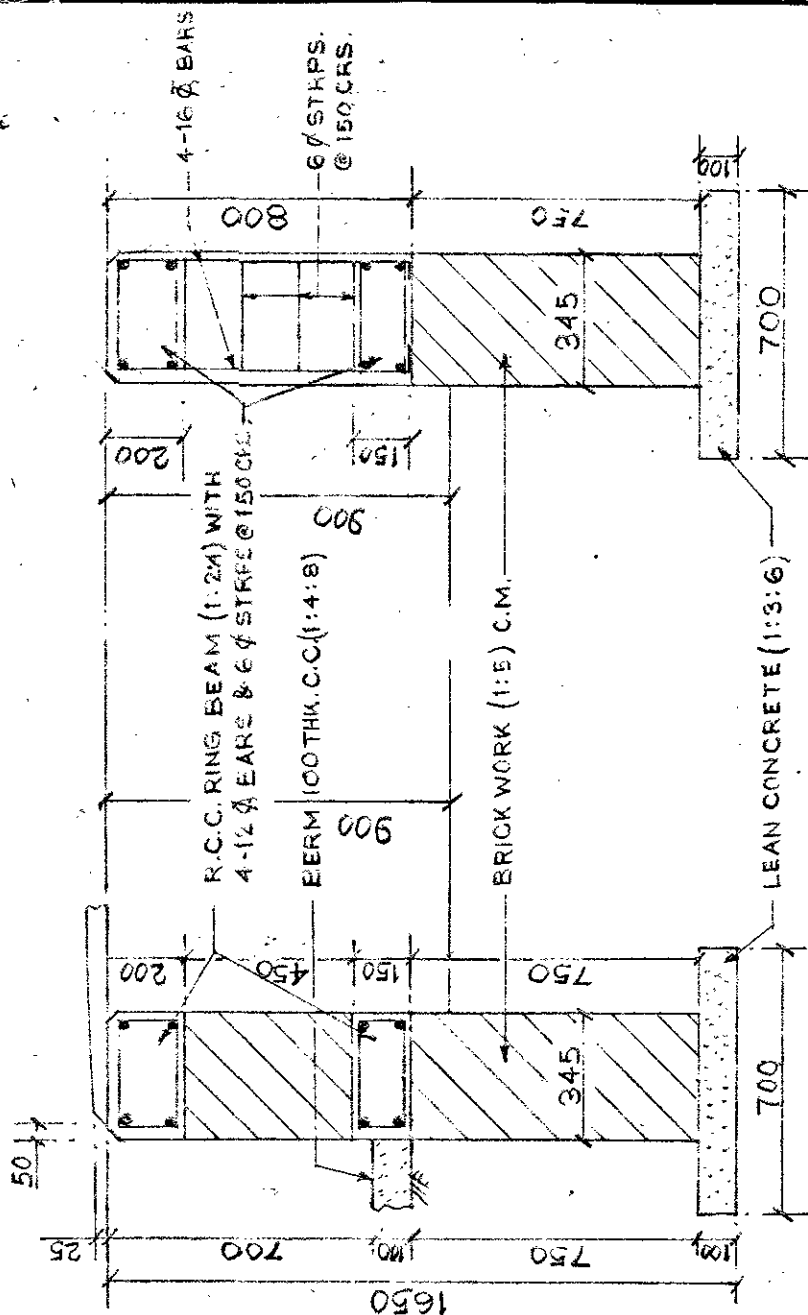 4-16 Ø BARS
6 Ø STRPS.
@ 150 CRS.
800
750
100
345
700
200
150
900
R.C.C. RING BEAM (1:2:4) WITH
4-12 Ø BARS & 6 Ø STRPS @ 150 CRS.
BERM 100 THK. C.C. (1:4:8)
BRICK WORK (1:5) C.M.
LEAN CONCRETE (1:3:6)
900
200
450
150
750
345
700
50
25
700
100
750
100
1650